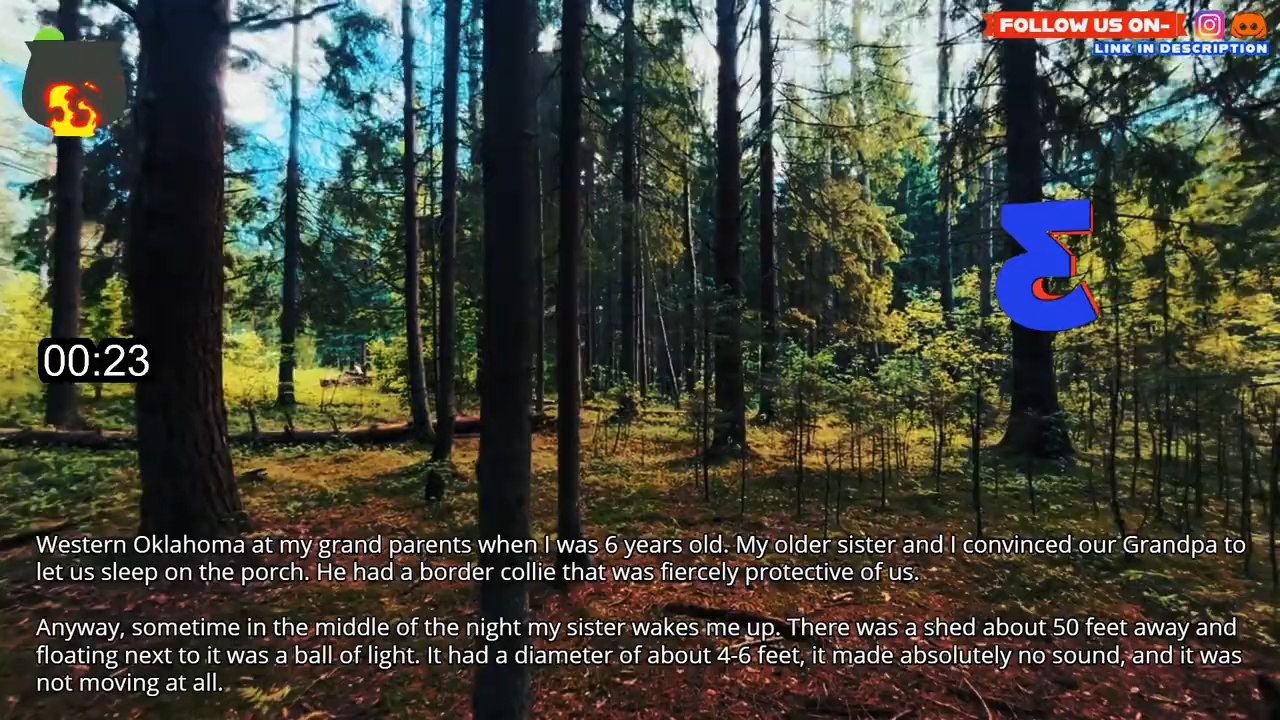 FOLLOW US ON-
LINK IN DESCRIPTION
3
00:23
Western Oklahoma at my grand parents when I was 6 years old. My older sister and I convinced our Grandpa to
let us sleep on the porch. He had a border collie that was fiercely protective of us.
Anyway, sometime in the middle of the night my sister wakes me up. There was a shed about 50 feet away and
floating next to it was a ball of light. It had a diameter of about 4-6 feet, it made absolutely no sound, and it was
not moving at all.